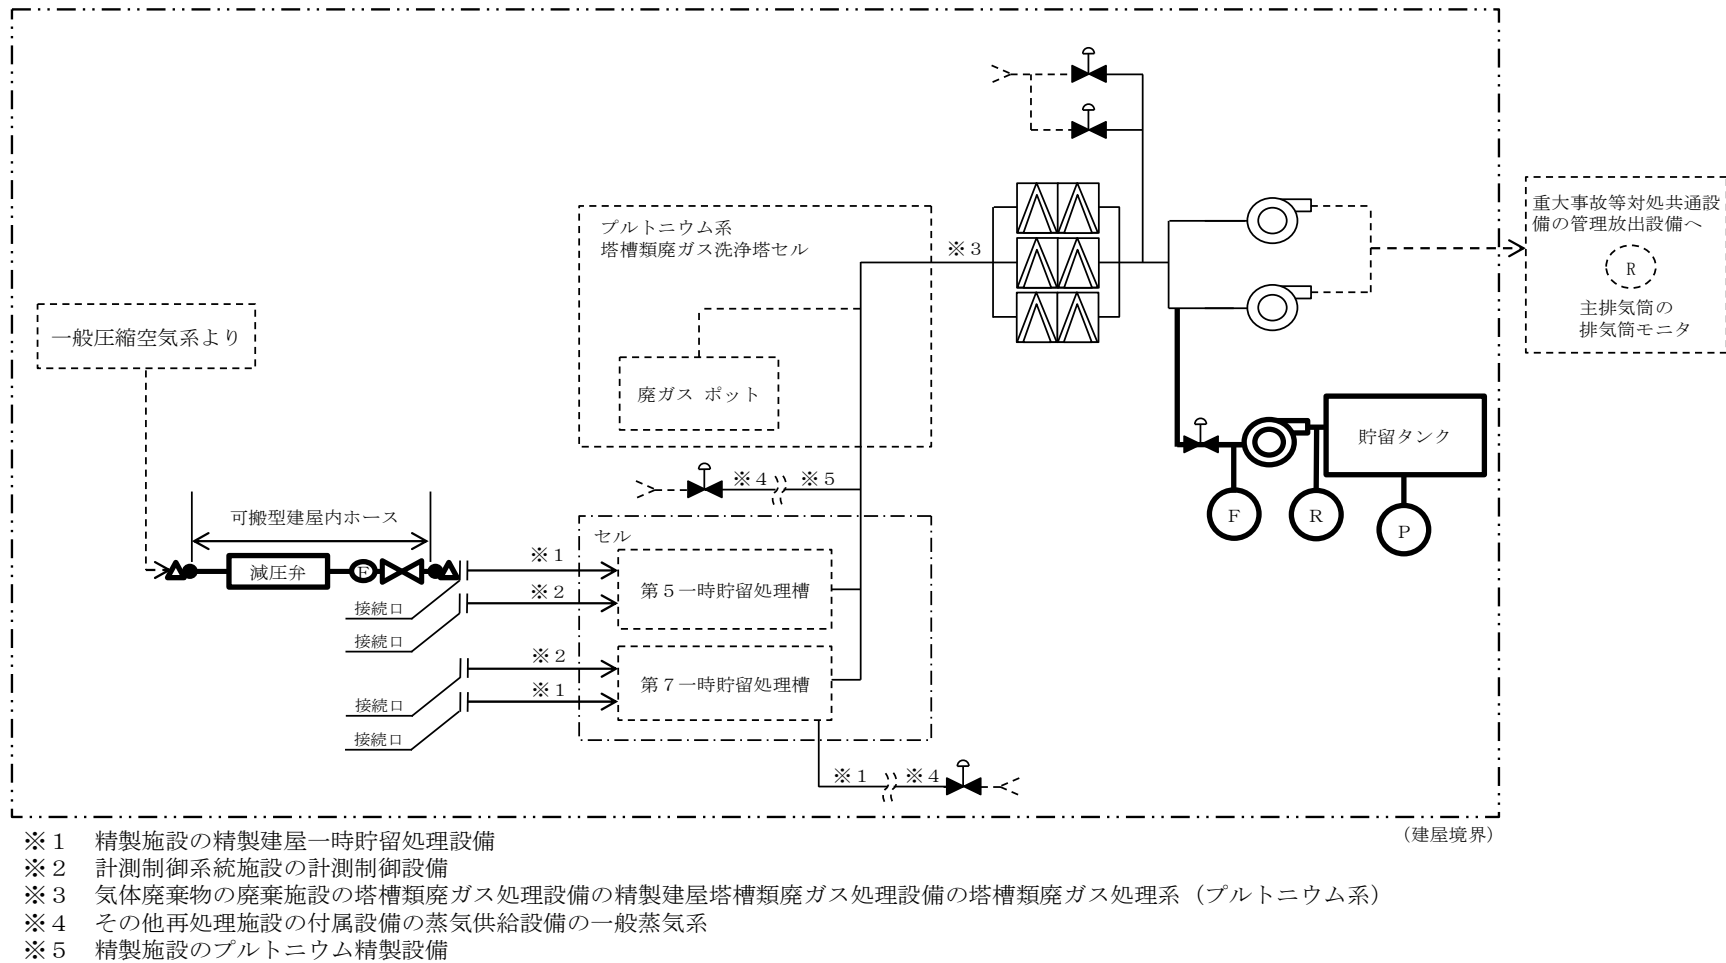 プルトニウム系
塔槽類廃ガス洗浄塔セル
※３
重大事故等対処共通設
備の管理放出設備へ
R
主排気筒の
排気筒モニタ
一般圧縮空気系より
廃ガス ポット
貯留タンク
F
R
P
※４
※５
可搬型建屋内ホース
減圧弁
F
セル
※１
※２
第５一時貯留処理槽
接続口
接続口
※２
※１
第７一時貯留処理槽
接続口
接続口
※１
※４
（建屋境界）
※１　精製施設の精製建屋一時貯留処理設備
※２　計測制御系統施設の計測制御設備
※３　気体廃棄物の廃棄施設の塔槽類廃ガス処理設備の精製建屋塔槽類廃ガス処理設備の塔槽類廃ガス処理系（プルトニウム系）
※４　その他再処理施設の付属設備の蒸気供給設備の一般蒸気系
※５　精製施設のプルトニウム精製設備